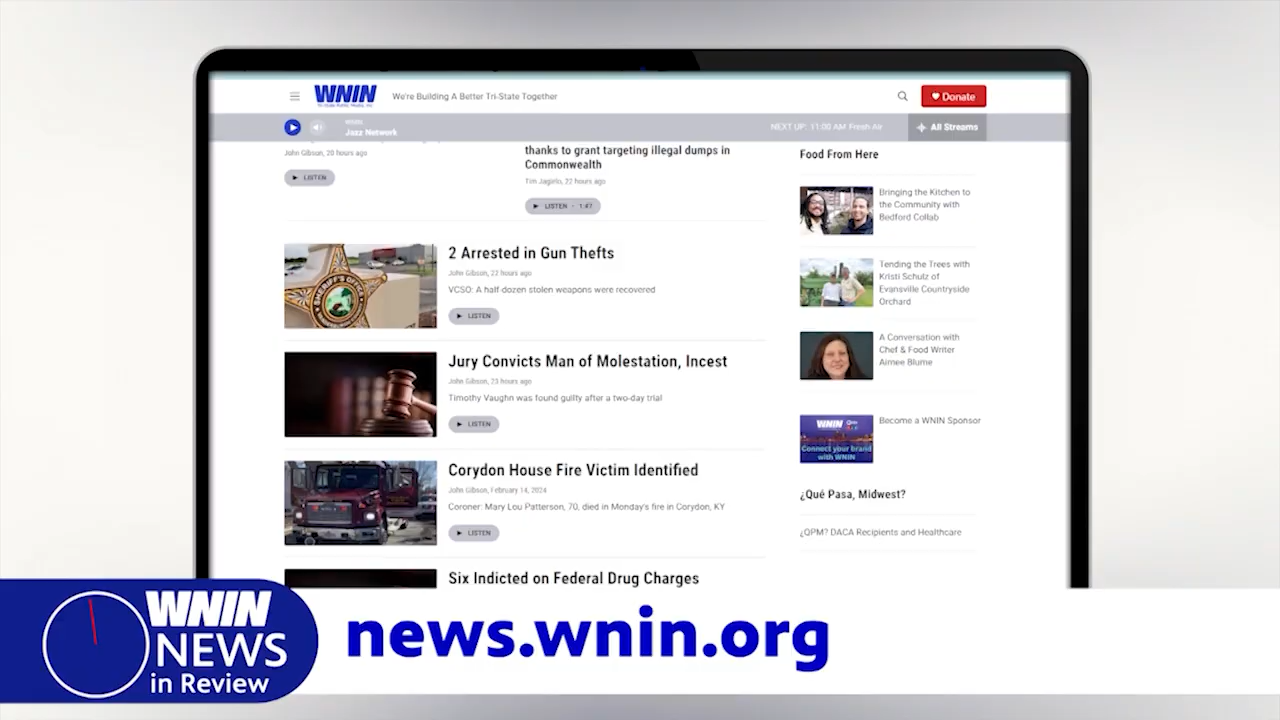 WNIN
We're Building A Better Tri-State Together
Donate
Jazz Network
NEXT UP: 11:00 AM Fresh Air
All Streams
John Gibson, 20 hours ago
LISTEN
thanks to grant targeting illegal dumps in
Commonwealth
Tim Jagielo, 22 hours ago
LISTEN • 1:47
2 Arrested in Gun Thefts
John Gibson, 22 hours ago
VCSO: A half-dozen stolen weapons were recovered
LISTEN
Jury Convicts Man of Molestation, Incest
John Gibson, 23 hours ago
Timothy Vaughn was found guilty after a two-day trial
LISTEN
Corydon House Fire Victim Identified
John Gibson, February 14, 2024
Coroner: Mary Lou Patterson, 70, died in Monday's fire in Corydon, KY
LISTEN
Six Indicted on Federal Drug Charges
Food From Here
Bringing the Kitchen to
the Community with
Bedford Collab
Tending the Trees with
Kristi Schulz of
Evansville Countryside
Orchard
A Conversation with
Chef & Food Writer
Aimee Blume
WNIN
Connect your brand
with WNIN
Become a WNIN Sponsor
¿Qué Pasa, Midwest?
¿QPM? DACA Recipients and Healthcare
SHERIFF'S OFFICE
WNIN
NEWS
in Review
news.wnin.org